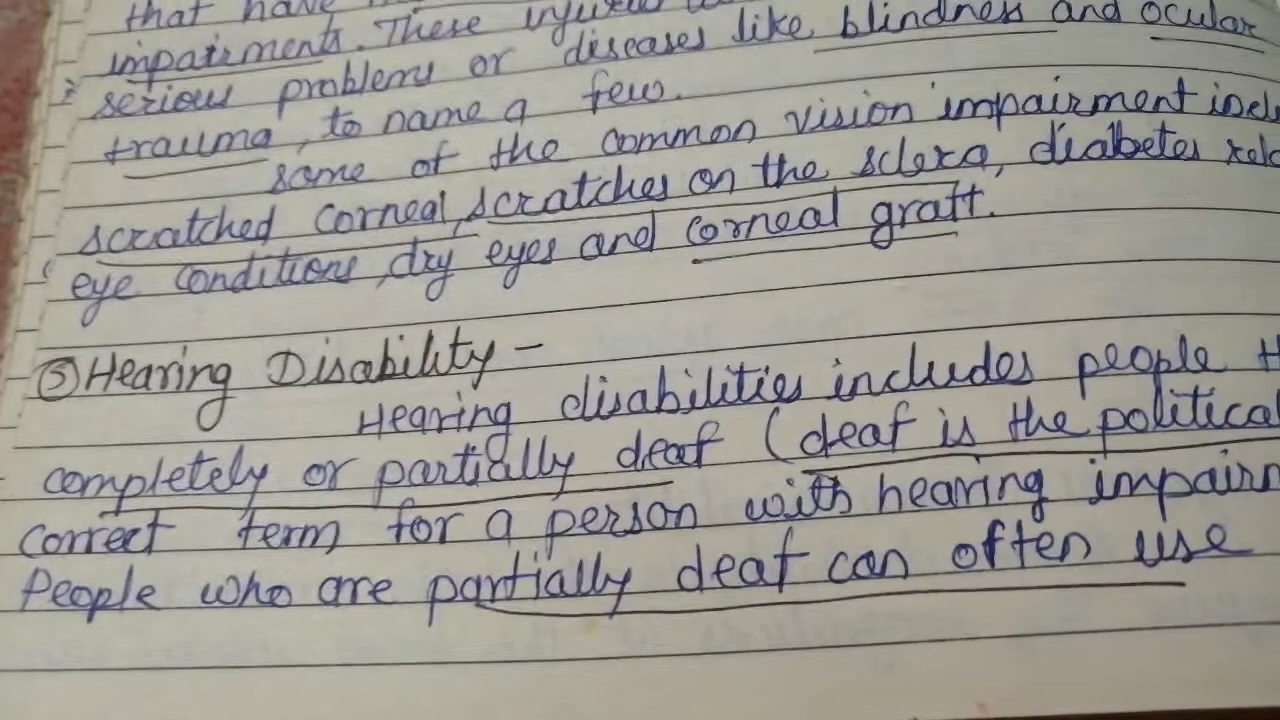 that have
impairments. These
serious problems or diseases like blindness and ocular
trauma, to name a few.
some of the common vision impairment
scratched corneal, scratches on the sclera, diabetes
eye conditions, dry eyes and corneal graft.
③ Hearing Disability -
Hearing disabilities includes people
completely or partially deaf (deaf is the political
correct term for a person with hearing
People who are partially deaf can often use